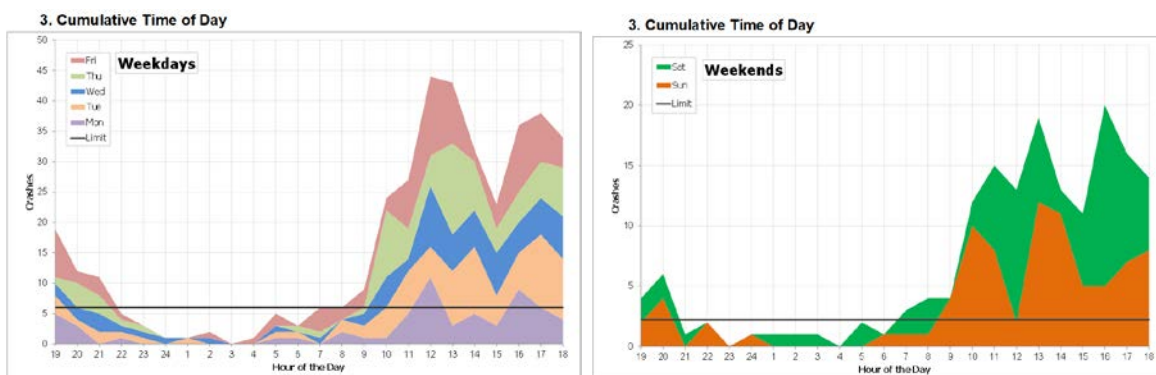 3. Cumulative Time of Day
50
45
40
35
30
25
20
15
10
5
0
Crashes
Fri
Thu
Wed
Tue
Mon
Limit
Weekdays
19 20 21 22 23 24 1 2 3 4 5 6 7 8 9 10 11 12 13 14 15 16 17 18
Hour of the Day
3. Cumulative Time of Day
25
20
15
10
5
0
Crashes
Sat
Sun
Limit
Weekends
19 20 21 22 23 24 1 2 3 4 5 6 7 8 9 10 11 12 13 14 15 16 17 18
Hour of the Day